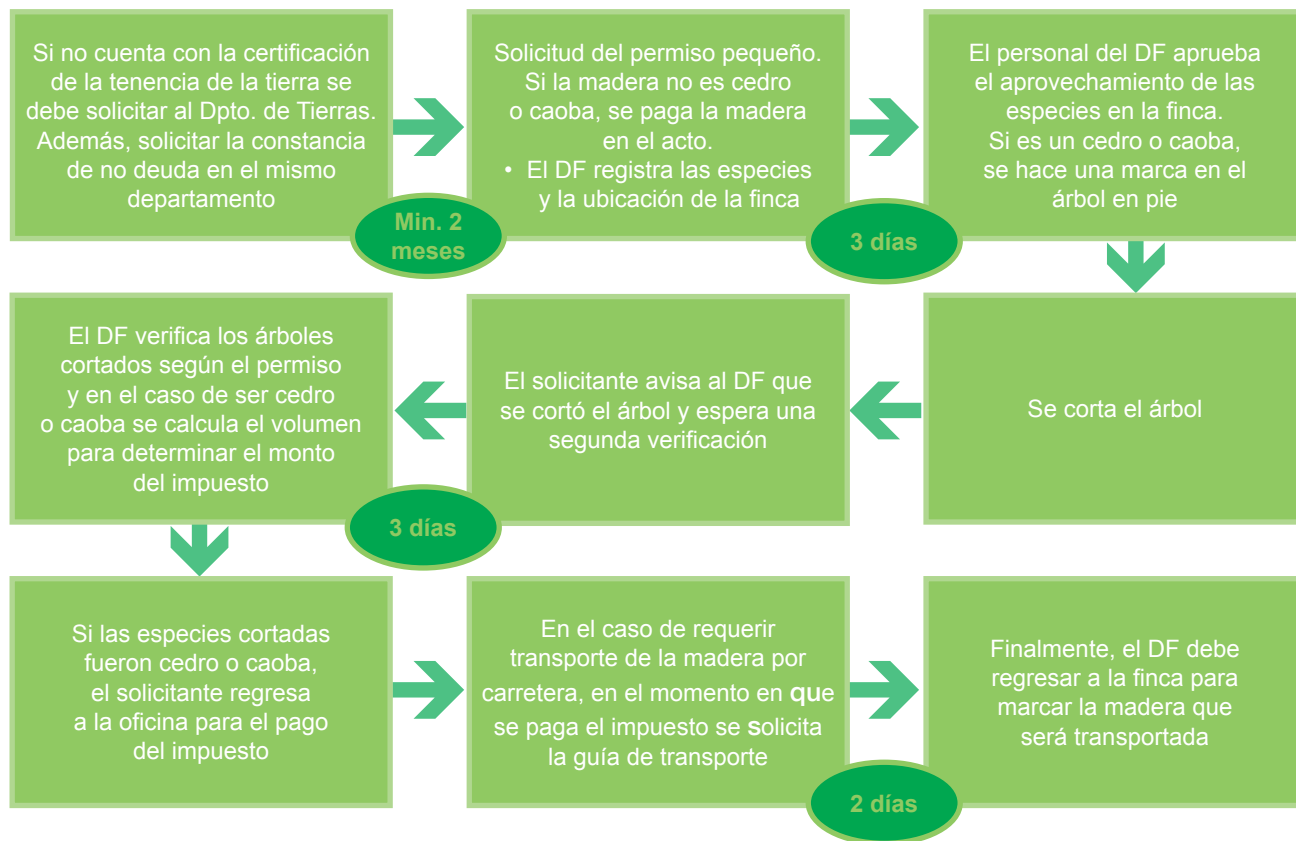 Si no cuenta con la certificación
de la tenencia de la tierra se
debe solicitar al Dpto. de Tierras.
Además, solicitar la constancia
de no deuda en el mismo
departamento
Min. 2
meses
Solicitud del permiso pequeño.
Si la madera no es cedro
o caoba, se paga la madera
en el acto.
• El DF registra las especies
y la ubicación de la finca
3 días
El personal del DF aprueba
el aprovechamiento de las
especies en la finca.
Si es un cedro o caoba,
se hace una marca en el
árbol en pie
Se corta el árbol
El solicitante avisa al DF que
se cortó el árbol y espera una
segunda verificación
El DF verifica los árboles
cortados según el permiso
y en el caso de ser cedro
o caoba se calcula el volumen
para determinar el monto
del impuesto
3 días
Si las especies cortadas
fueron cedro o caoba,
el solicitante regresa
a la oficina para el pago
del impuesto
En el caso de requerir
transporte de la madera por
carretera, en el momento en que
se paga el impuesto se solicita
la guía de transporte
2 días
Finalmente, el DF debe
regresar a la finca para
marcar la madera que
será transportada